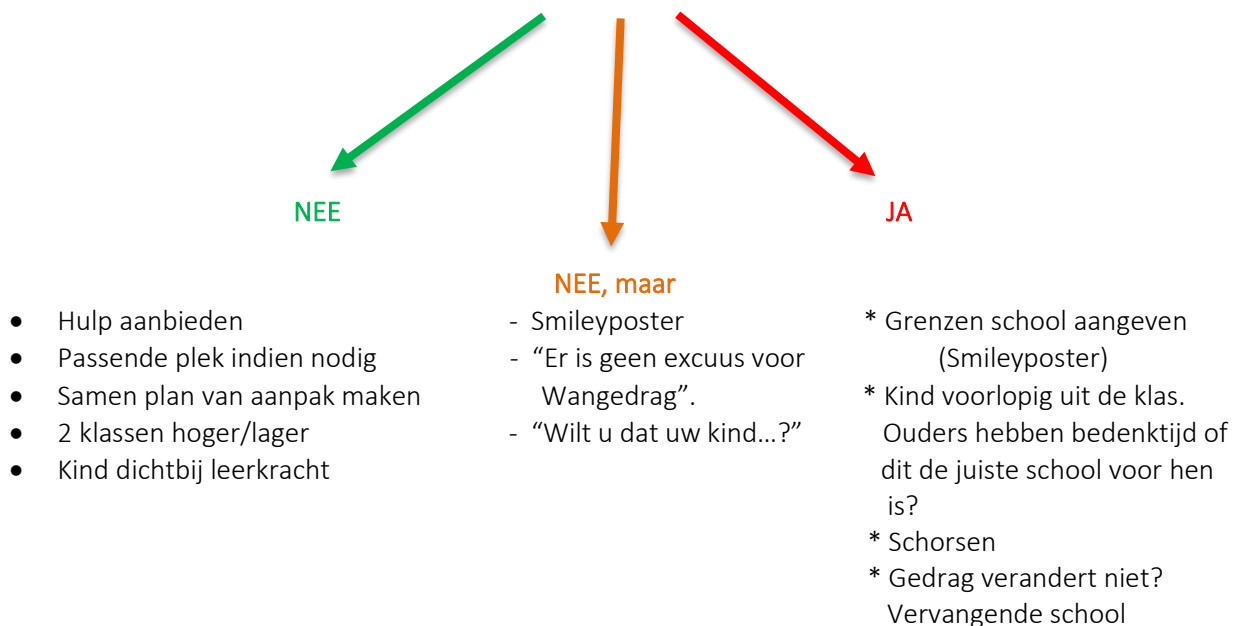 NEE
JA
NEE, maar
• Hulp aanbieden
• Passende plek indien nodig
• Samen plan van aanpak maken
• 2 klassen hoger/lager
• Kind dichtbij leerkracht
- Smileyposter
- “Er is geen excuus voor
Wangedrag”.
- “Wilt u dat uw kind…?”
* Grenzen school aangeven
(Smileyposter)
* Kind voorlopig uit de klas.
Ouders hebben bedenktijd of
dit de juiste school voor hen
is?
* Schorsen
* Gedrag verandert niet?
Vervangende school